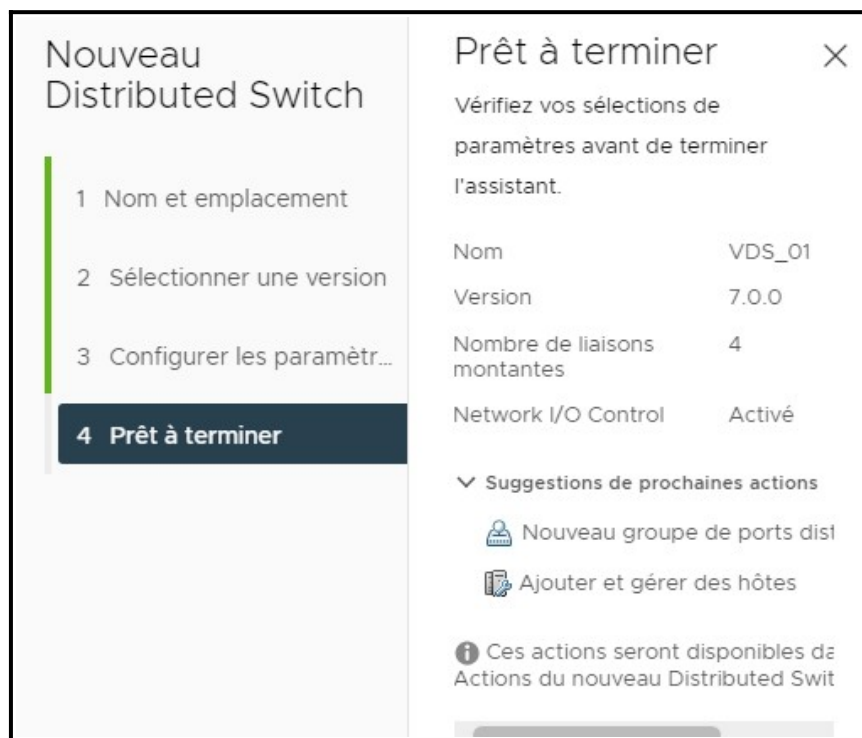 Nouveau
Distributed Switch
1 Nom et emplacement
2 Sélectionner une version
3 Configurer les paramètr...
4 Prêt à terminer
Prêt à terminer
Vérifiez vos sélections de
paramètres avant de terminer
l'assistant.
Nom VDS_01
Version 7.0.0
Nombre de liaisons 4
montantes
Network I/O Control Activé
Suggestions de prochaines actions
Nouveau groupe de ports dist
Ajouter et gérer des hôtes
Ces actions seront disponibles da
Actions du nouveau Distributed Swit